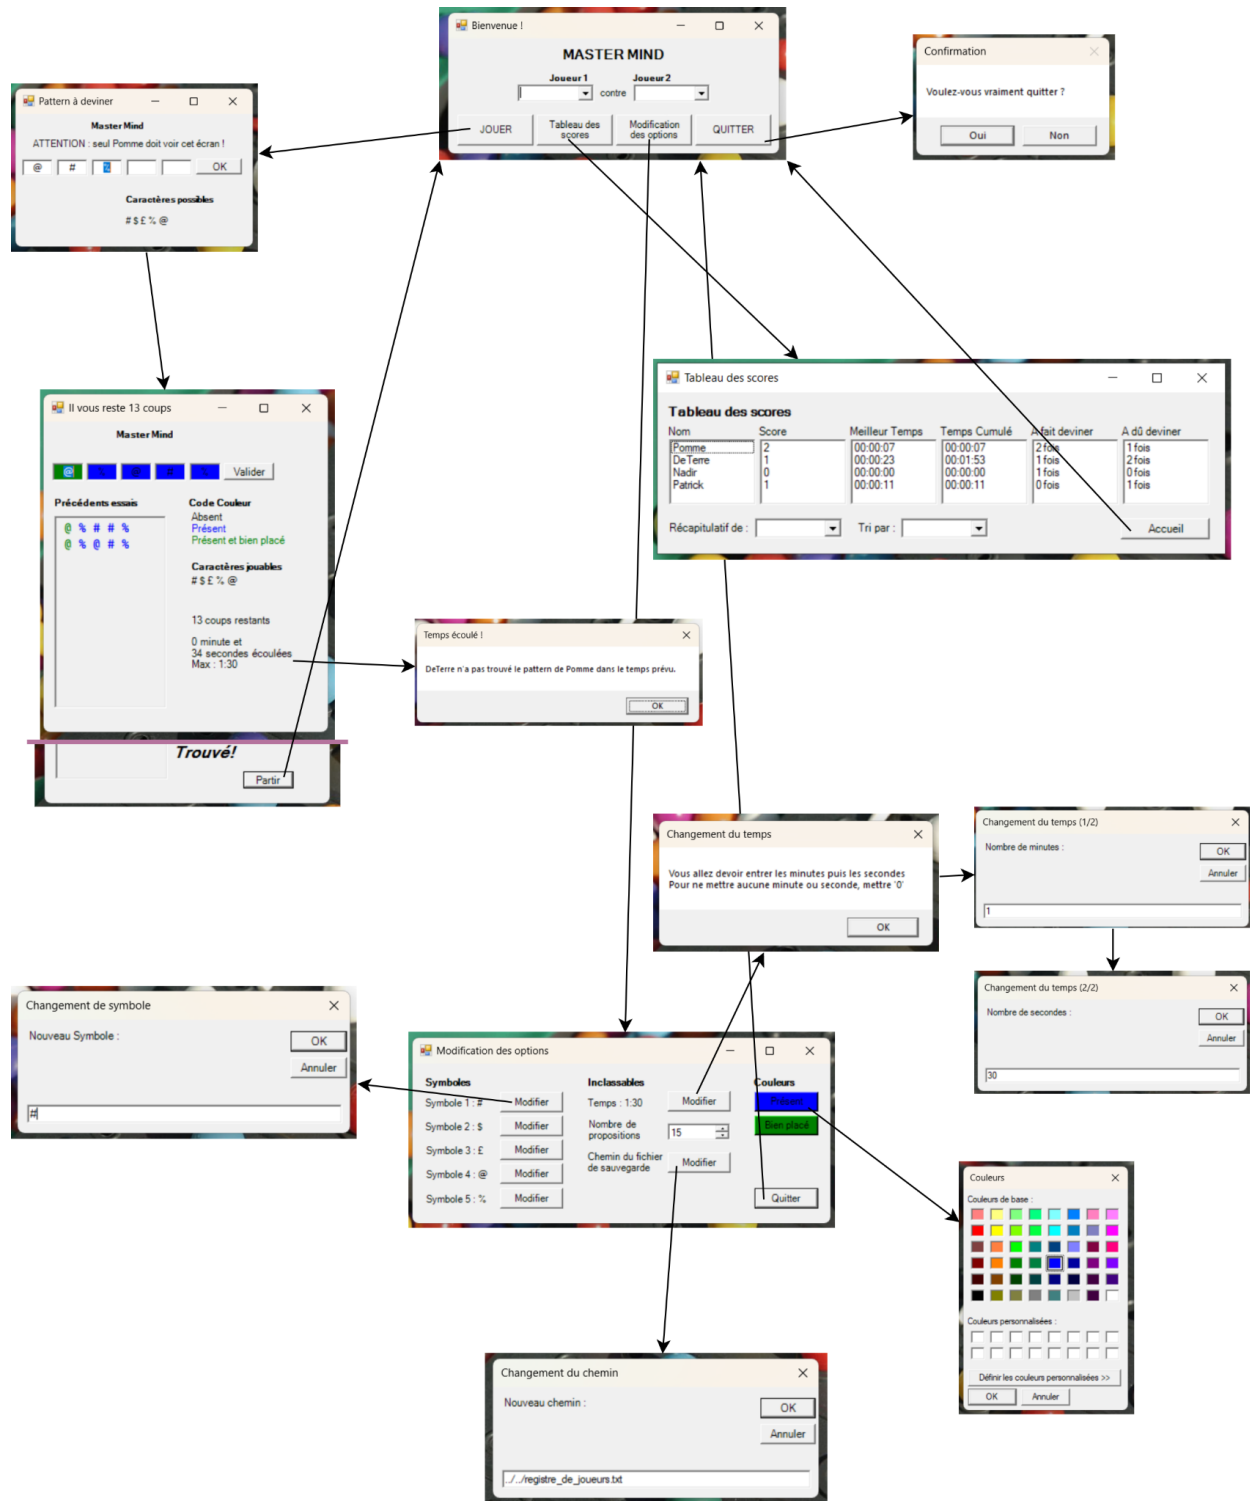 Bienvenue !
MASTER MIND
Joueur 1 Joueur 2
contre
JOUER
Tableau des
scores
Modification
des options
QUITTER
Confirmation
Voulez-vous vraiment quitter ?
Oui Non
Pattern à deviner
MasterMind
ATTENTION : seul Pomme doit voir cet écran !
@ # % OK
Caractères possibles
# $ £ % @
Il vous reste 13 coups
MasterMind
@ % @ # % Valider
Précédents essais
@ % # # %
@ % @ # %
Code Couleur
Absent
Présent
Présent et bien placé
Caractères jouables
# $ £ % @
13 coups restants
0 minute et
34 secondes écoulées
Max : 1:30
Trouvé!
Partir
Tableau des scores
Tableau des scores
Nom Score Meilleur Temps Temps Cumulé A fait deviner A dû deviner
Pomme 2 00:00:07 00:00:07 2 fois 1 fois
DeTerre 1 00:00:23 00:01:53 1 fois 2 fois
Nadir 0 00:00:00 00:00:00 1 fois 0 fois
Patrick 1 00:00:11 00:00:11 0 fois 1 fois
Récapitulatif de : Tri par : Accueil
Temps écoulé !
DeTerre n'a pas trouvé le pattern de Pomme dans le temps prévu.
OK
Changement du temps
Vous allez devoir entrer les minutes puis les secondes
Pour ne mettre aucune minute ou seconde, mettre '0'
OK
Changement du temps (1/2)
Nombre de minutes :
OK
Annuler
1
Changement du temps (2/2)
Nombre de secondes :
OK
Annuler
30
Changement de symbole
Nouveau Symbole :
OK
Annuler
#
Modification des options
Symboles
Symbole 1 : # Modifier
Symbole 2 : $ Modifier
Symbole 3 : £ Modifier
Symbole 4 : @ Modifier
Symbole 5 : % Modifier
Inclassables
Temps : 1:30 Modifier
Nombre de
propositions 15
Chemin du fichier
de sauvegarde Modifier
Couleurs
Présent
Bien placé
Quitter
Couleurs
Couleurs de base :
Couleurs personnalisées :
Définir les couleurs personnalisées >>
OK Annuler
Changement du chemin
Nouveau chemin :
OK
Annuler
../../registre_de_joueurs.txt